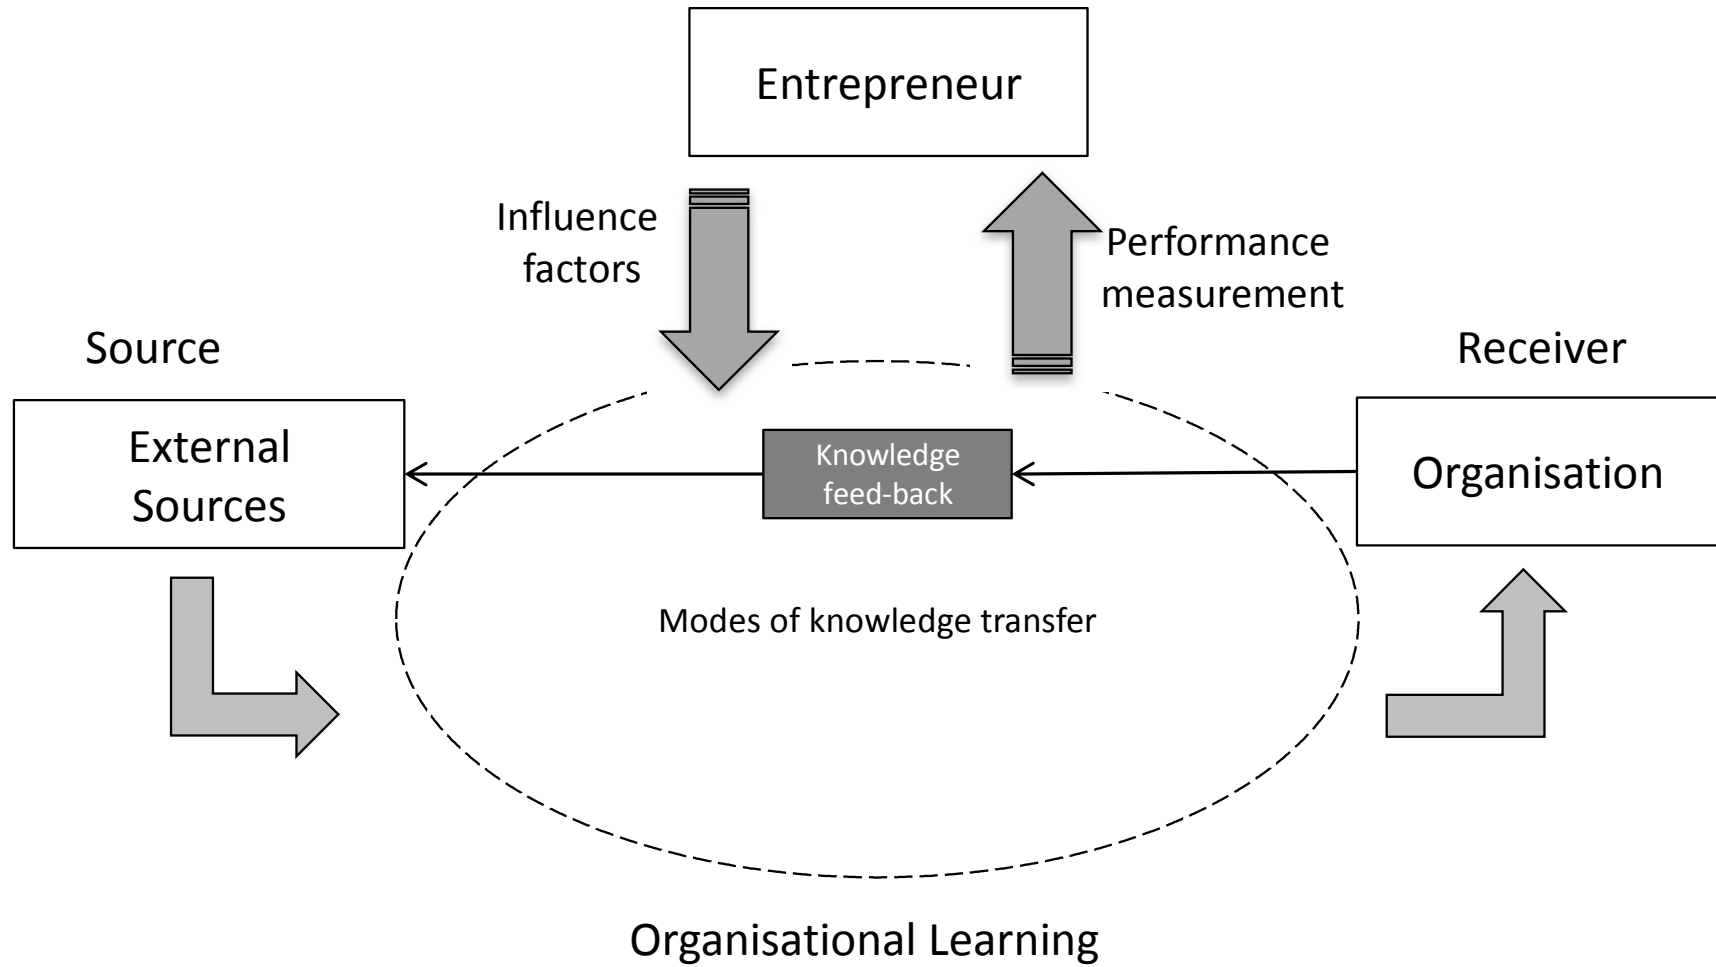 Entrepreneur
Influence
factors
Performance
measurement
Source
Receiver
External
Sources
Knowledge
feed-back
Organisation
Modes of knowledge transfer
Organisational Learning